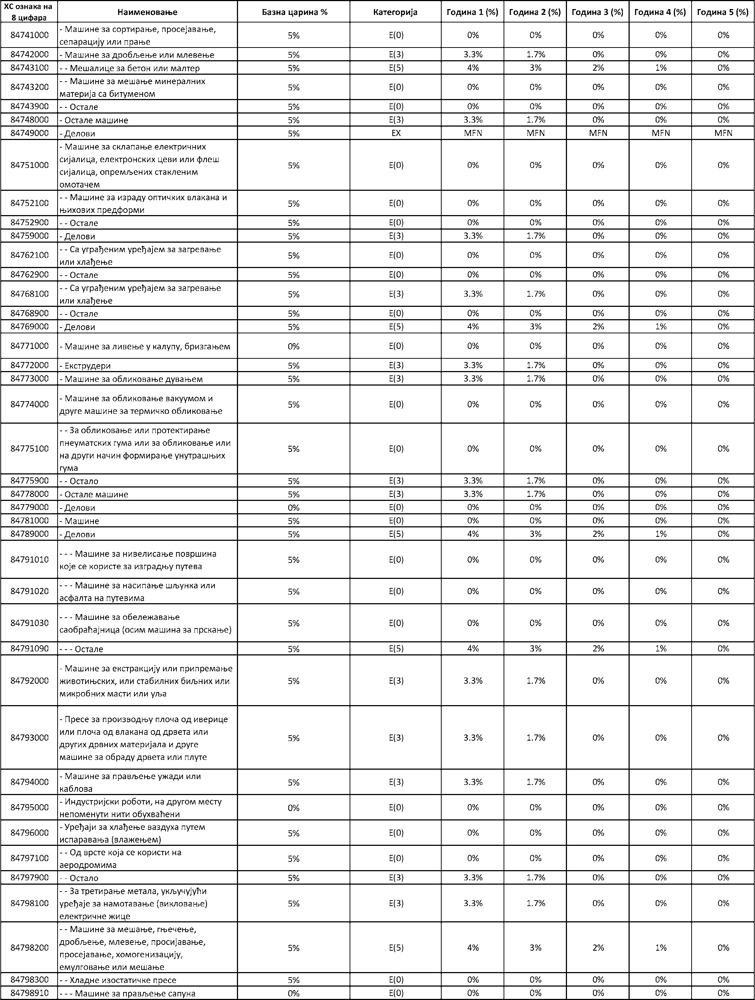 ХС ознака на
8 цифара Наименовање Базна царина % Категорија Година 1 (%) Година 2 (%) Година 3 (%) Година 4 (%) Година 5 (%)
84741000 - Машине за сортирање, просејавање,
сепарацију или прање 5% E(0) 0% 0% 0% 0% 0%
84742000 - Машине за дробљење или млевење 5% E(3) 3.3% 1.7% 0% 0% 0%
84743100 - - Мешалице за бетон или малтер 5% E(5) 4% 3% 2% 1% 0%
84743200 - - Машине за мешање минералних
материја са битуменом 5% E(0) 0% 0% 0% 0% 0%
84743900 - - Остале 5% E(0) 0% 0% 0% 0% 0%
84748000 - Остале машине 5% E(3) 3.3% 1.7% 0% 0% 0%
84749000 - Делови 5% EX MFN MFN MFN MFN MFN
84751000 - Машине за склапање електричних
сијалица, електронских цеви или флеш
сијалица, опремљених стакленим
омотачем 5% E(0) 0% 0% 0% 0% 0%
84752100 - - Машине за израду оптичких влакана и
њихових предформи 5% E(0) 0% 0% 0% 0% 0%
84752900 - - Остале 5% E(0) 0% 0% 0% 0% 0%
84759000 - Делови 5% E(3) 3.3% 1.7% 0% 0% 0%
84762100 - - Са уграђеним уређајем за загревање
или хлађење 5% E(0) 0% 0% 0% 0% 0%
84762900 - - Остале 5% E(0) 0% 0% 0% 0% 0%
84768100 - - Са уграђеним уређајем за загревање
или хлађење 5% E(3) 3.3% 1.7% 0% 0% 0%
84768900 - - Остале 5% E(0) 0% 0% 0% 0% 0%
84769000 - Делови 5% E(5) 4% 3% 2% 1% 0%
84771000 - Машине за ливење у калупу, бризгањем 0% E(0) 0% 0% 0% 0% 0%
84772000 - Екструдери 5% E(3) 3.3% 1.7% 0% 0% 0%
84773000 - Машине за обликовање дувањем 5% E(3) 3.3% 1.7% 0% 0% 0%
84774000 - Машине за обликовање вакуумом и
друге машине за термичко обликовање 5% E(0) 0% 0% 0% 0% 0%
84775100 - - За обликовање или протектирање
пнеуматских гума или за обликовање или
на други начин формирање унутрашњих
гума 5% E(0) 0% 0% 0% 0% 0%
84775900 - - Остало 5% E(3) 3.3% 1.7% 0% 0% 0%
84778000 - Остале машине 5% E(3) 3.3% 1.7% 0% 0% 0%
84779000 - Делови 0% E(0) 0% 0% 0% 0% 0%
84781000 - Машине 5% E(0) 0% 0% 0% 0% 0%
84789000 - Делови 5% E(5) 4% 3% 2% 1% 0%
84791010 - - - Машине за нивелисање површина
које се користе за изградњу путева 5% E(0) 0% 0% 0% 0% 0%
84791020 - - - Машине за насипање шљунка или
асфалта на путевима 5% E(0) 0% 0% 0% 0% 0%
84791030 - - - Машине за обележавање
саобраћајница (осим машина за прскање) 5% E(0) 0% 0% 0% 0% 0%
84791090 - - - Остале 5% E(5) 4% 3% 2% 1% 0%
84792000 - Машине за екстракцију или припремање
животињских, или стабилних биљних или
микробних масти или уља 5% E(3) 3.3% 1.7% 0% 0% 0%
84793000 - Пресе за производњу плоча од иверице
или плоча од влакана од дрвета или
других дрвних материјала и друге
машине за обраду дрвета или плуте 5% E(3) 3.3% 1.7% 0% 0% 0%
84794000 - Машине за прављење ужади или
каблова 5% E(3) 3.3% 1.7% 0% 0% 0%
84795000 - Индустријски роботи, на другом месту
непоменути нити обухваћени 0% E(0) 0% 0% 0% 0% 0%
84796000 - Уређаји за хлађење ваздуха путем
испаравања (влажењем) 5% E(0) 0% 0% 0% 0% 0%
84797100 - - Од врсте која се користи на
аеродромима 5% E(0) 0% 0% 0% 0% 0%
84797900 - - Остало 5% E(3) 3.3% 1.7% 0% 0% 0%
84798100 - - За третирање метала, укључујући
уређаје за намотавање (викловање)
електричне жице 5% E(3) 3.3% 1.7% 0% 0% 0%
84798200 - - Машине за мешање, гњечење,
дробљење, млевење, просијавање,
просејавање, хомогенизацију,
емулговање или мешање 5% E(5) 4% 3% 2% 1% 0%
84798300 - - Хладне изостатичке пресе 5% E(0) 0% 0% 0% 0% 0%
84798910 - - - Машине за прављење сапуна 0% E(0) 0% 0% 0% 0% 0%